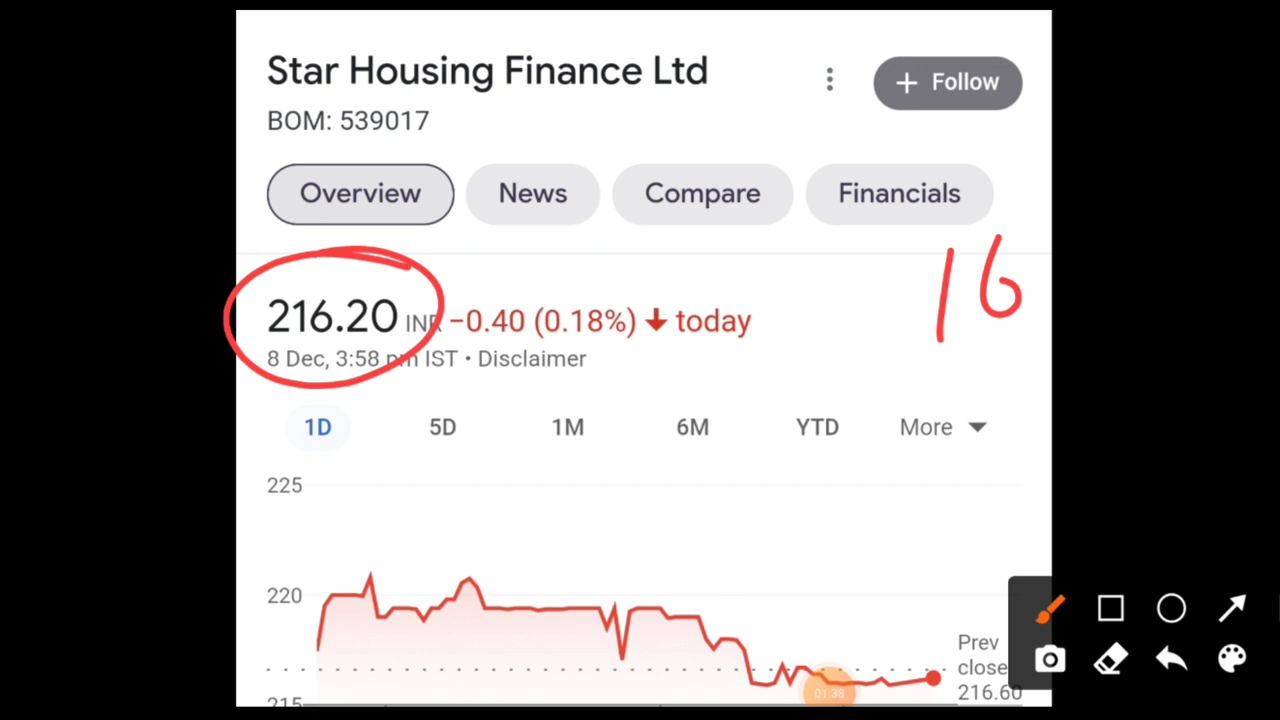 Star Housing Finance Ltd
+ Follow
BOM: 539017
Overview News Compare Financials
16
216.20 INR −0.40 (0.18%) ↓ today
8 Dec, 3:58 pm IST • Disclaimer
1D 5D 1M 6M YTD More
225
220
Prev
close
216.60
215
01:38